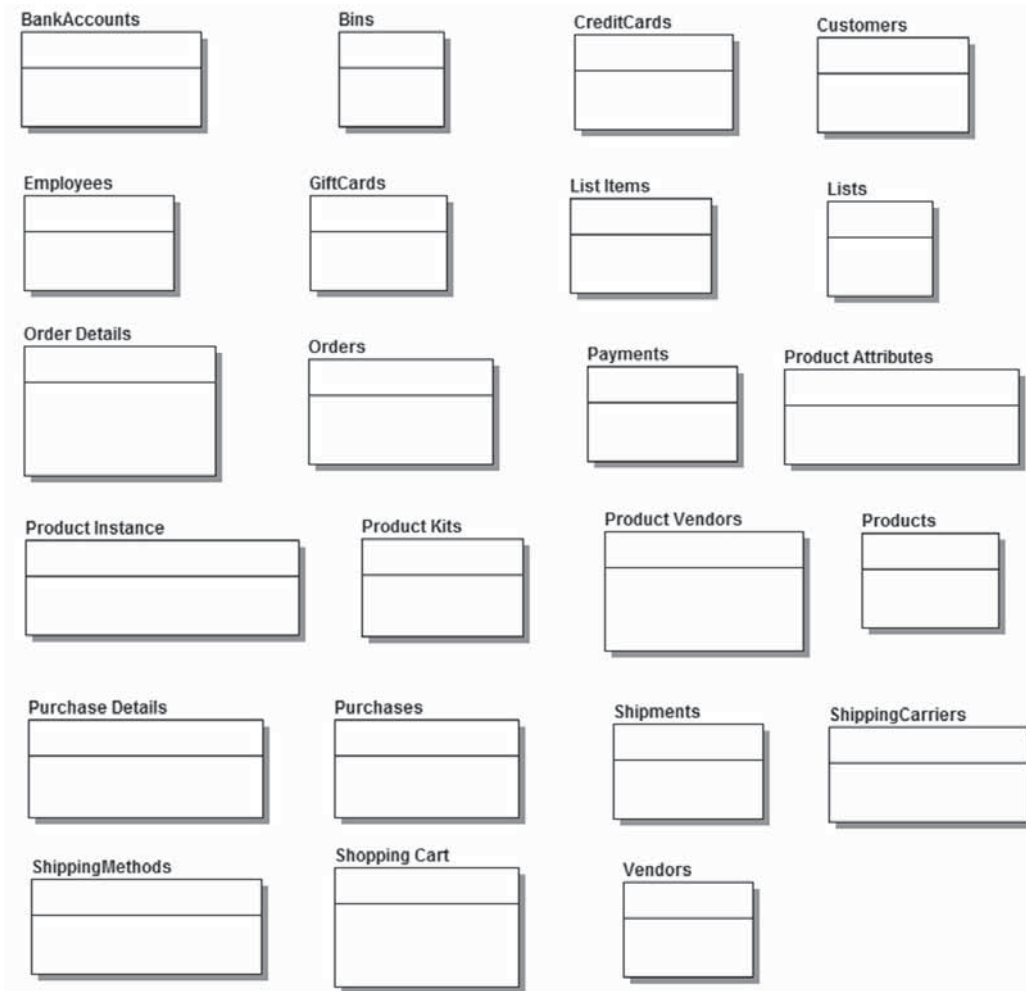 BankAccounts
Bins
CreditCards
Customers
Employees
GiftCards
List Items
Lists
Order Details
Orders
Payments
Product Attributes
Product Instance
Product Kits
Product Vendors
Products
Purchase Details
Purchases
Shipments
ShippingCarriers
ShippingMethods
Shopping Cart
Vendors